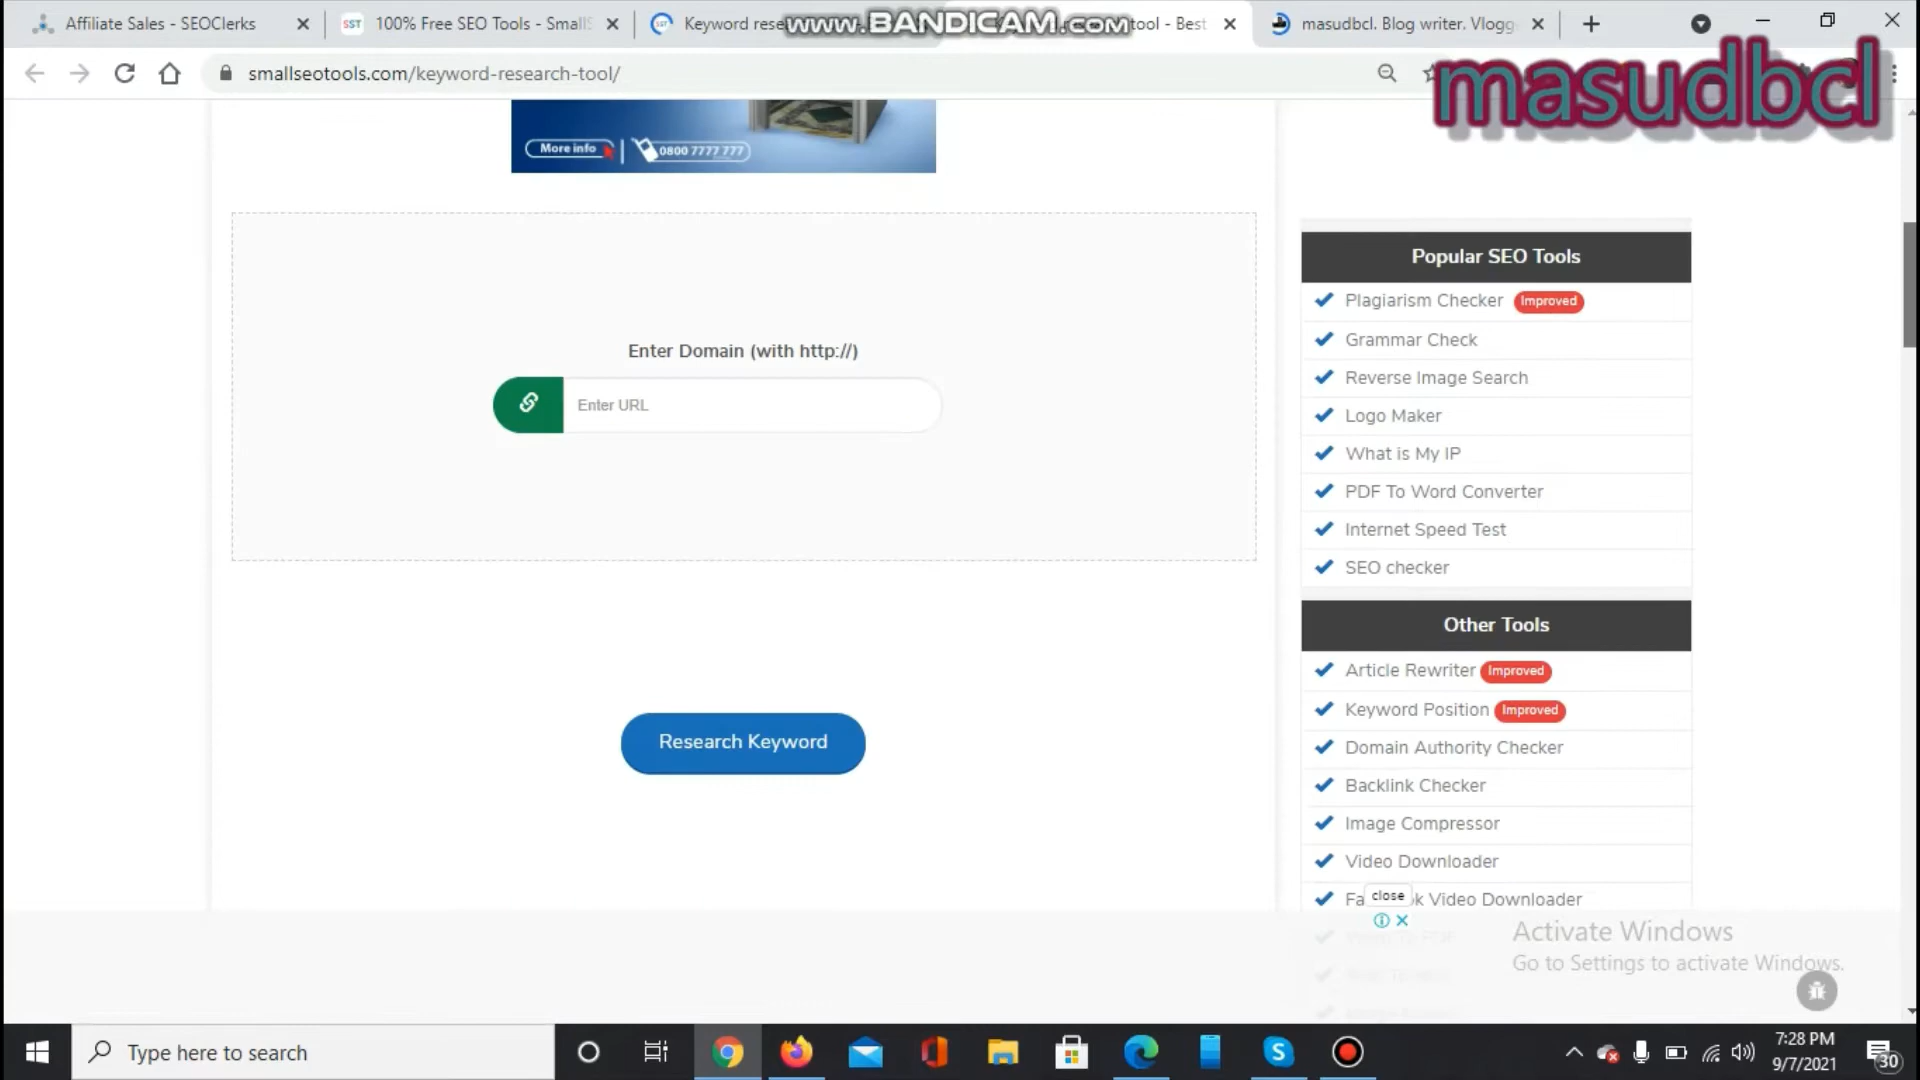 Affiliate Sales - SEOClerks
SST 100% Free SEO Tools - SmallS
Keyword rese
tool - Best
masudbcl. Blog writer. Vlogg
www.BANDICAM.com
smallseotools.com/keyword-research-tool/
masudbcl
More info
0800 7777 777
Enter Domain (with http://)
Enter URL
Research Keyword
Popular SEO Tools
Plagiarism Checker Improved
Grammar Check
Reverse Image Search
Logo Maker
What is My IP
PDF To Word Converter
Internet Speed Test
SEO checker
Other Tools
Article Rewriter Improved
Keyword Position Improved
Domain Authority Checker
Backlink Checker
Image Compressor
Video Downloader
Fa k Video Downloader
close
Activate Windows
Go to Settings to activate Windows.
Type here to search
7:28 PM
9/7/2021
30